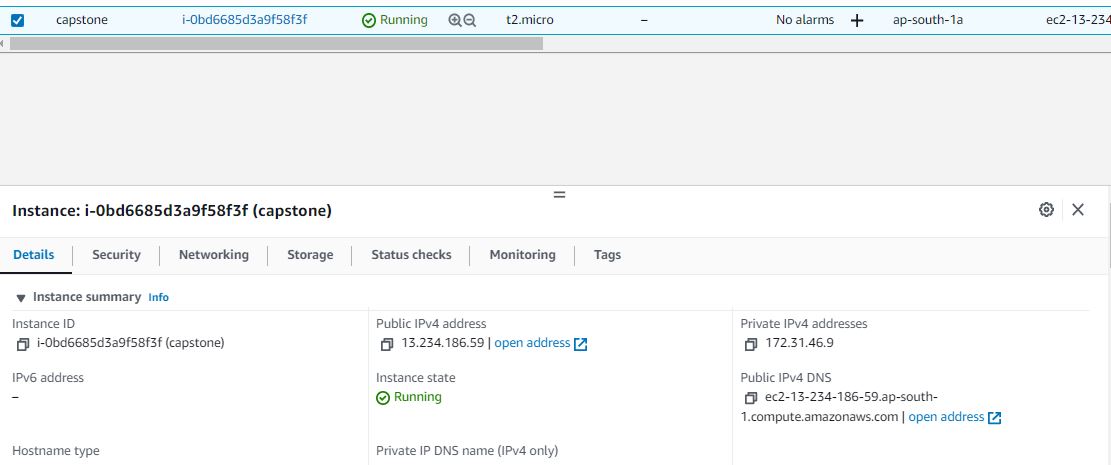 capstone i-0bd6685d3a9f58f3f Running t2.micro – No alarms + ap-south-1a ec2-13-234
Instance: i-0bd6685d3a9f58f3f (capstone)
Details Security Networking Storage Status checks Monitoring Tags
Instance summary Info
Instance ID
i-0bd6685d3a9f58f3f (capstone)
Public IPv4 address
13.234.186.59 | open address
Private IPv4 addresses
172.31.46.9
IPv6 address
–
Instance state
Running
Public IPv4 DNS
ec2-13-234-186-59.ap-south-
1.compute.amazonaws.com | open address
Hostname type
Private IP DNS name (IPv4 only)